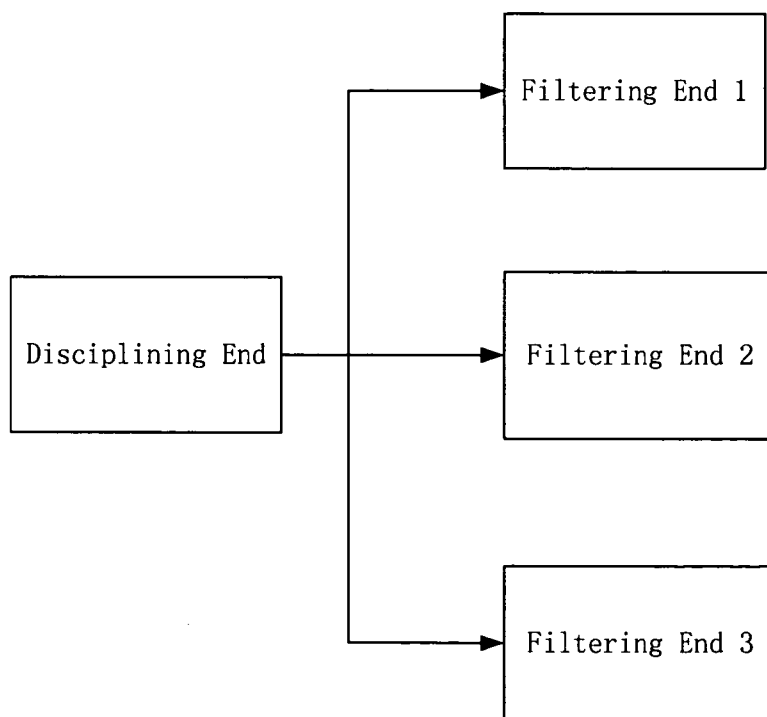 Filtering End 1
Disciplining End
Filtering End 2
Filtering End 3